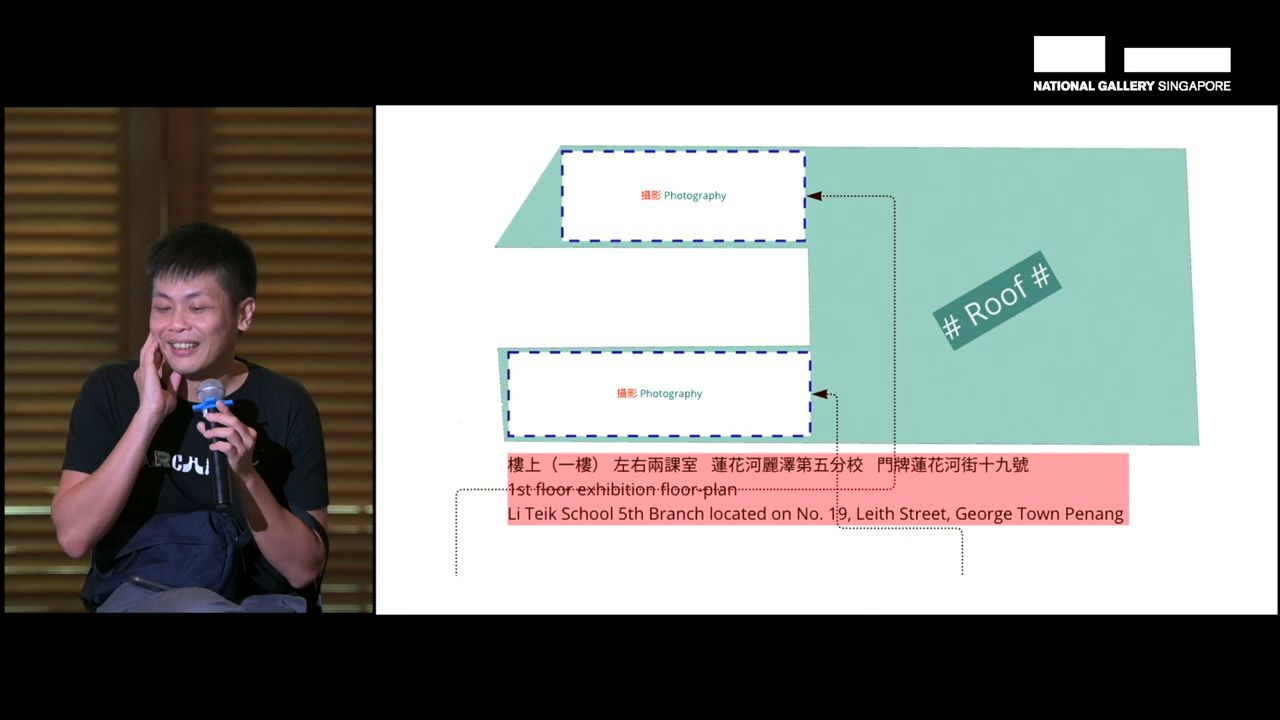 NATIONAL GALLERY SINGAPORE
攝影 Photography
# Roof #
攝影 Photography
樓上（一樓） 左右兩課室 蓮花河麗澤第五分校 門牌蓮花河街十九號
1st floor exhibition floor-plan
Li Teik School 5th Branch located on No. 19, Leith Street, George Town Penang